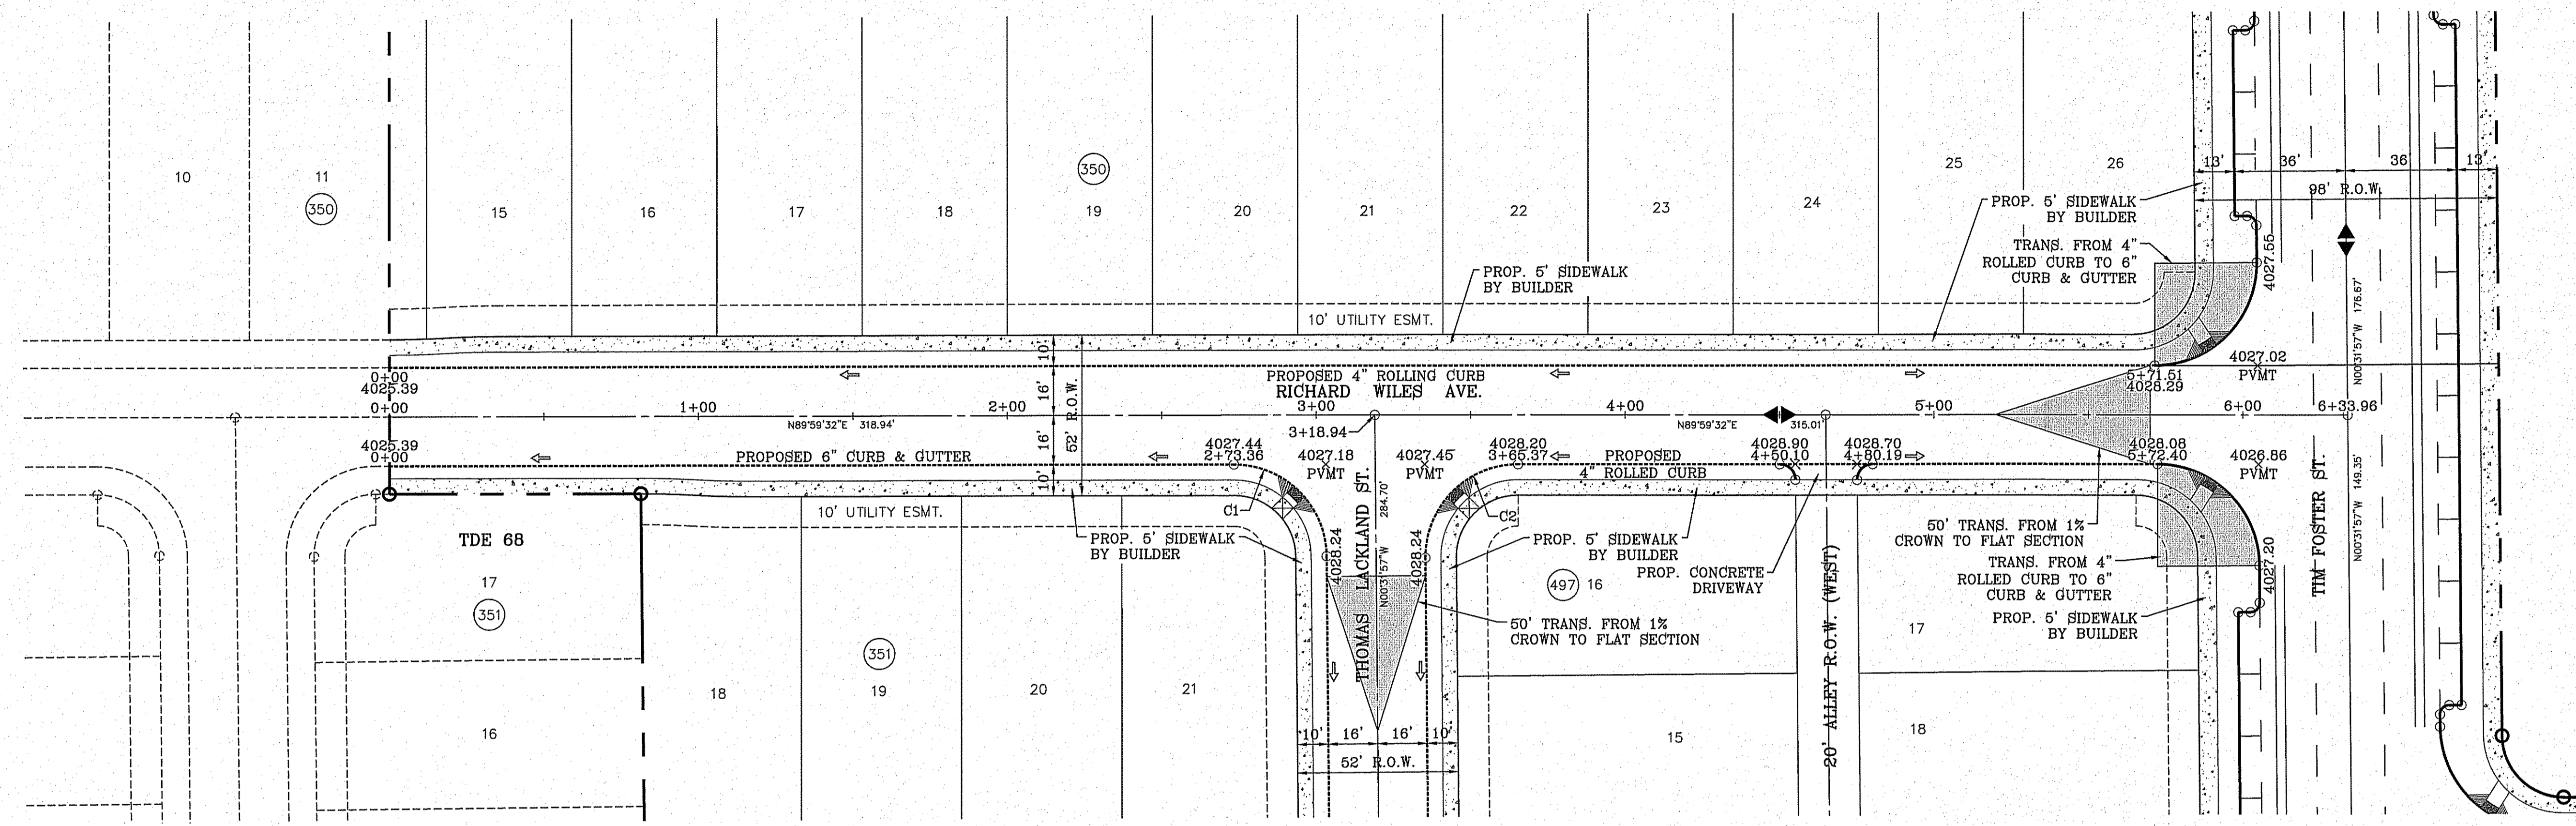 10
11
350
15
16
17
18
350
19
20
21
22
23
24
25
26
13'
36'
36'
13'
98' R.O.W.
PROP. 5' SIDEWALK
BY BUILDER
TRANS. FROM 4"
ROLLED CURB TO 6"
CURB & GUTTER
4027.55
N00°31'57"W 176.67'
PROP. 5' SIDEWALK
BY BUILDER
10' UTILITY ESMT.
10'
16'
52' R.O.W.
16'
10'
0+00
4025.39
0+00
1+00
2+00
3+00
4+00
5+00
6+00
6+33.96
PROPOSED 4" ROLLING CURB
RICHARD WILES AVE.
5+71.51
4028.29
4027.02
PVMT
N89°59'32"E 318.94'
3+18.94
N89°59'32"E 315.01'
4025.39
0+00
PROPOSED 6" CURB & GUTTER
4027.44
2+73.36
4027.18
PVMT
4027.45
PVMT
4028.20
3+65.37
PROPOSED
4" ROLLED CURB
4028.90
4+50.10
4028.70
4+80.19
4028.08
5+72.40
4026.86
PVMT
10' UTILITY ESMT.
C1
C2
PROP. 5' SIDEWALK
BY BUILDER
4028.24
THOMAS LACKLAND ST.
284.70'
N00°31'57"W
4028.24
PROP. 5' SIDEWALK
BY BUILDER
PROP. CONCRETE
DRIVEWAY
497
16
50' TRANS. FROM 1%
CROWN TO FLAT SECTION
20' ALLEY R.O.W. (WEST)
50' TRANS. FROM 1%
CROWN TO FLAT SECTION
TRANS. FROM 4"
ROLLED CURB TO 6"
CURB & GUTTER
PROP. 5' SIDEWALK
BY BUILDER
4027.20
TIM FOSTER ST.
N00°31'57"W 149.35'
TDE 68
17
351
16
18
351
19
20
21
10'
16'
16'
10'
52' R.O.W.
15
17
18